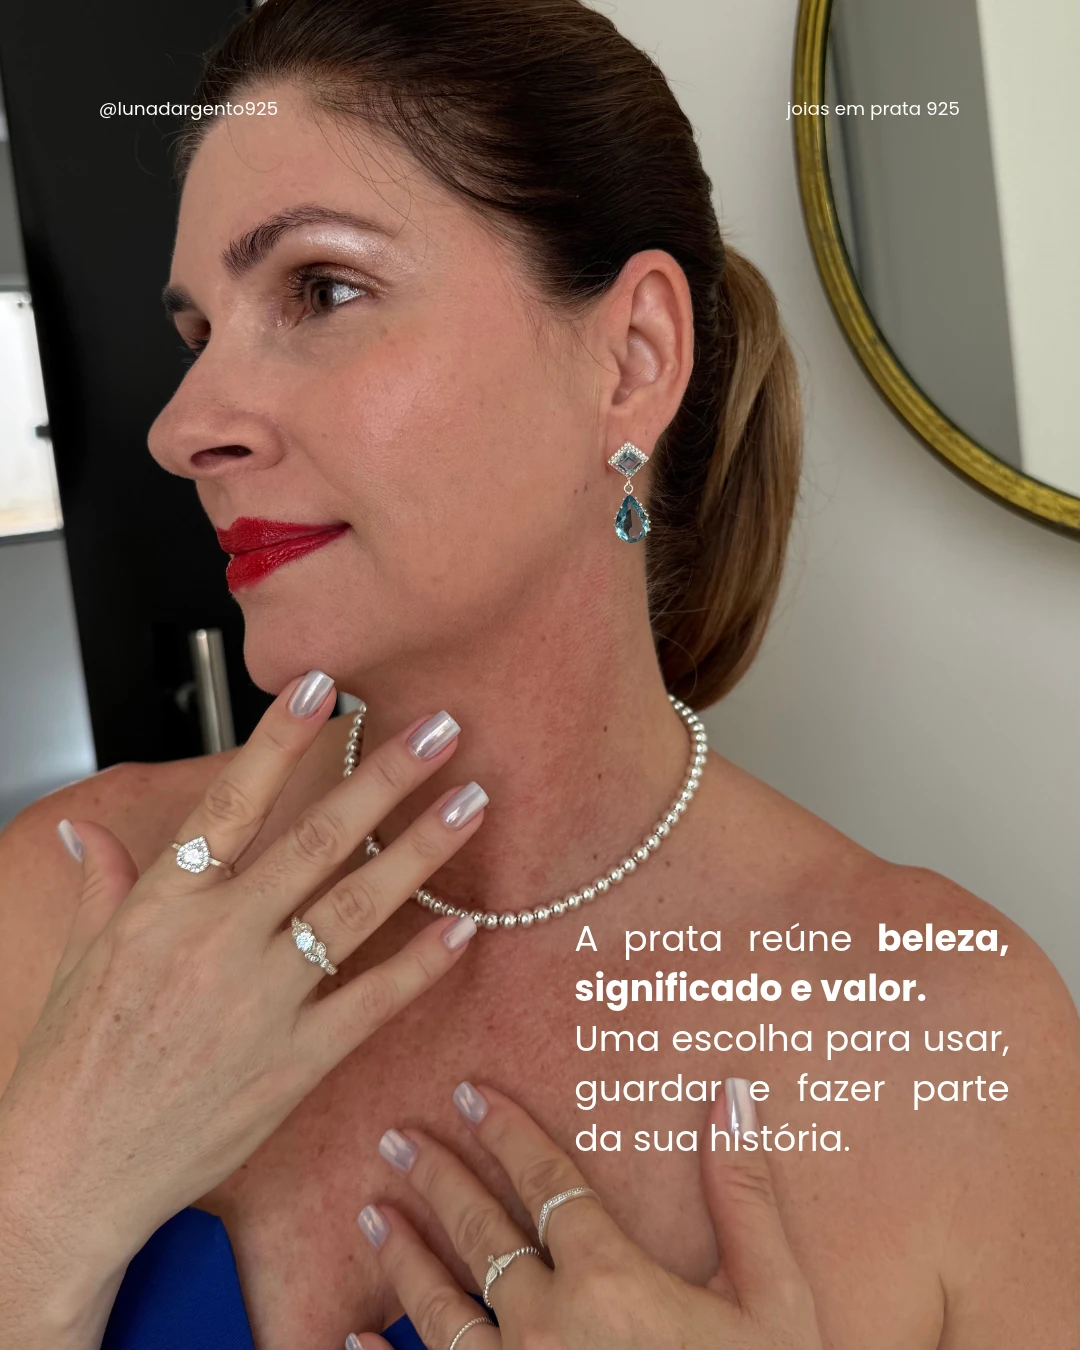 @lunadargento925
joias em prata 925
A prata reúne beleza,
significado e valor.
Uma escolha para usar,
guardar e fazer parte
da sua história.